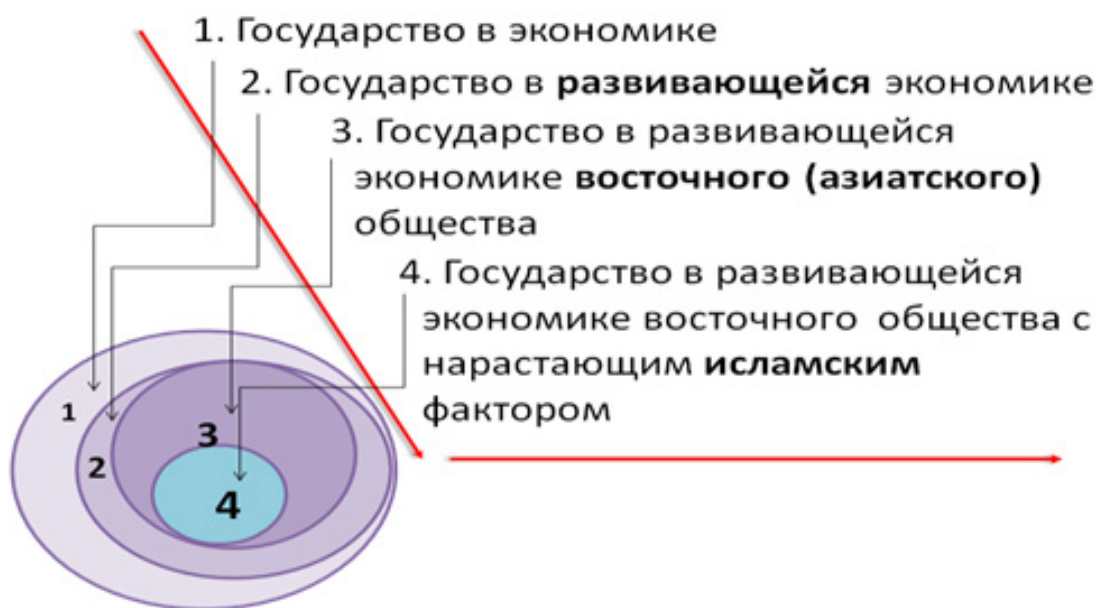 1. Государство в экономике
2. Государство в развивающейся экономике
3. Государство в развивающейся
экономике восточного (азиатского)
общества
4. Государство в развивающейся
экономике восточного общества с
нарастающим исламским
фактором
1
2
3
4